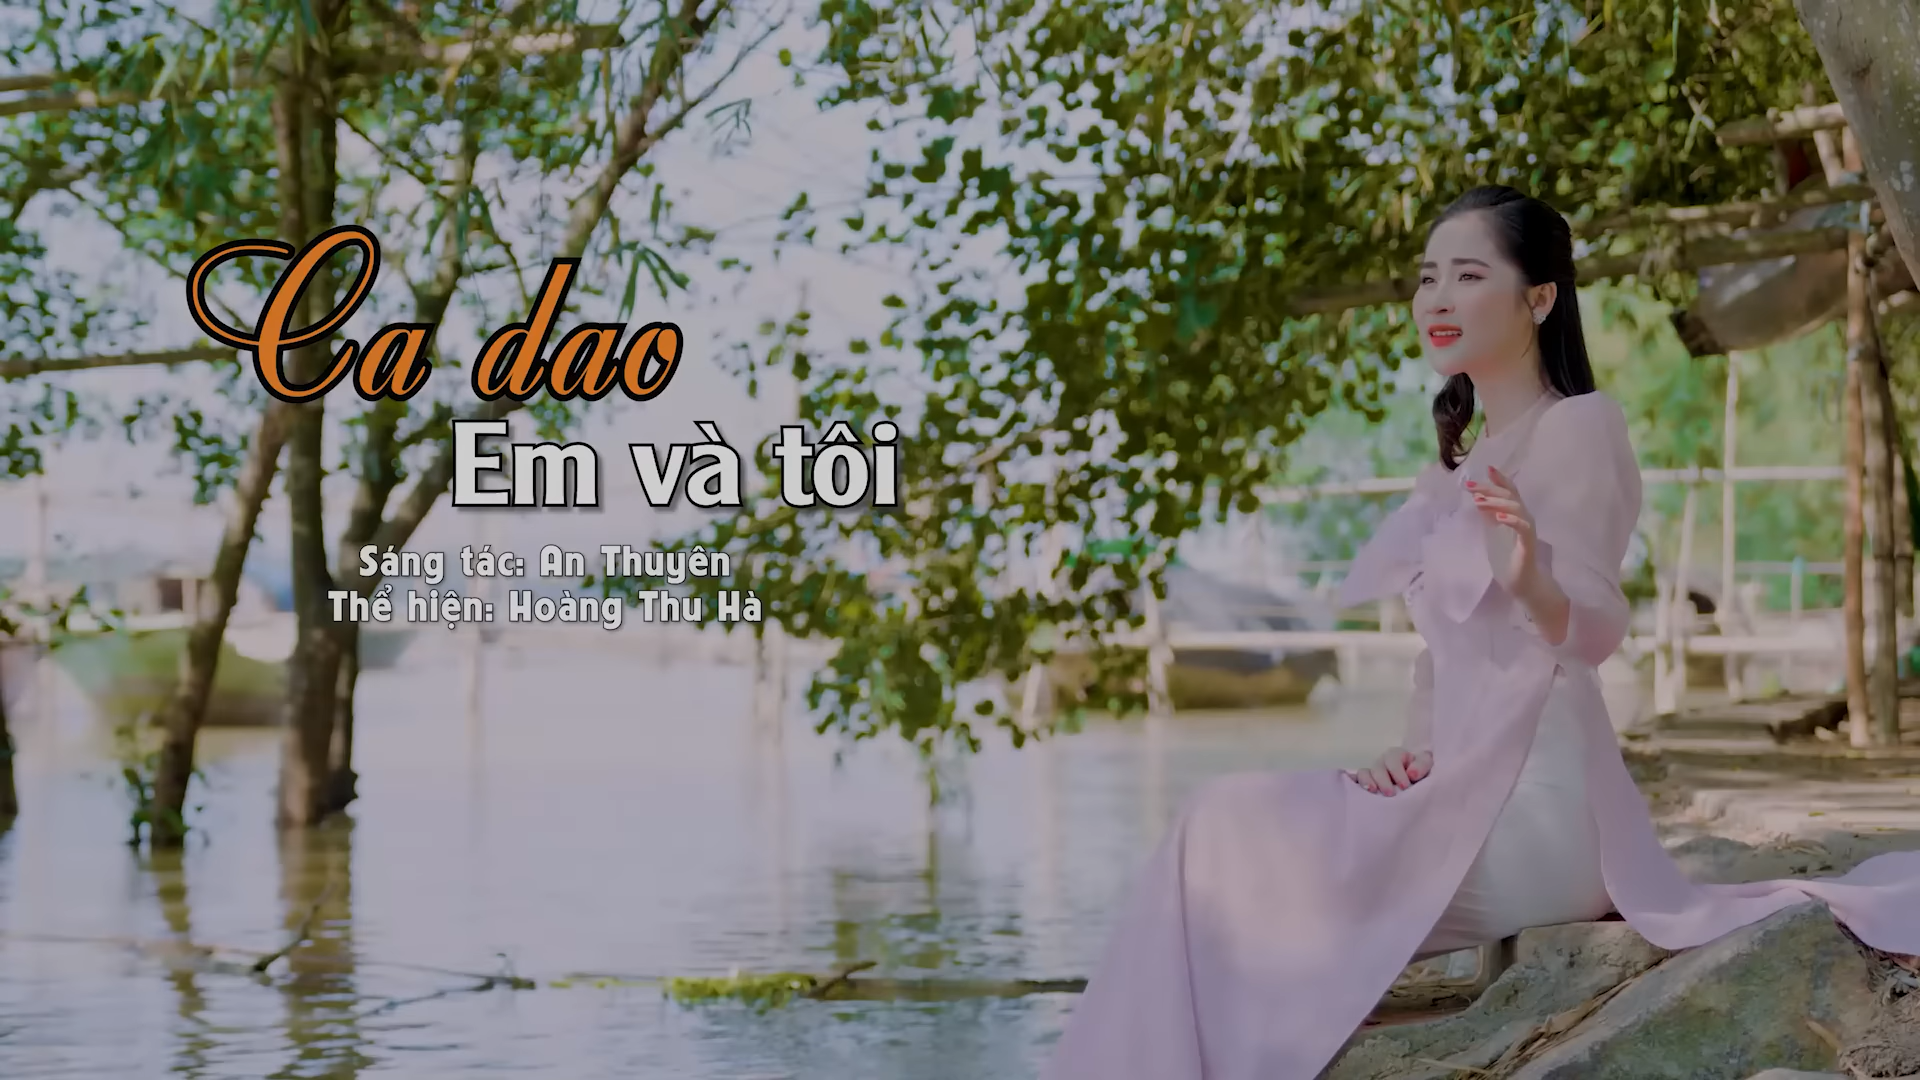 Ca dao
Em và tôi
Sáng tác: An Thuyên
Thể hiện: Hoàng Thu Hà